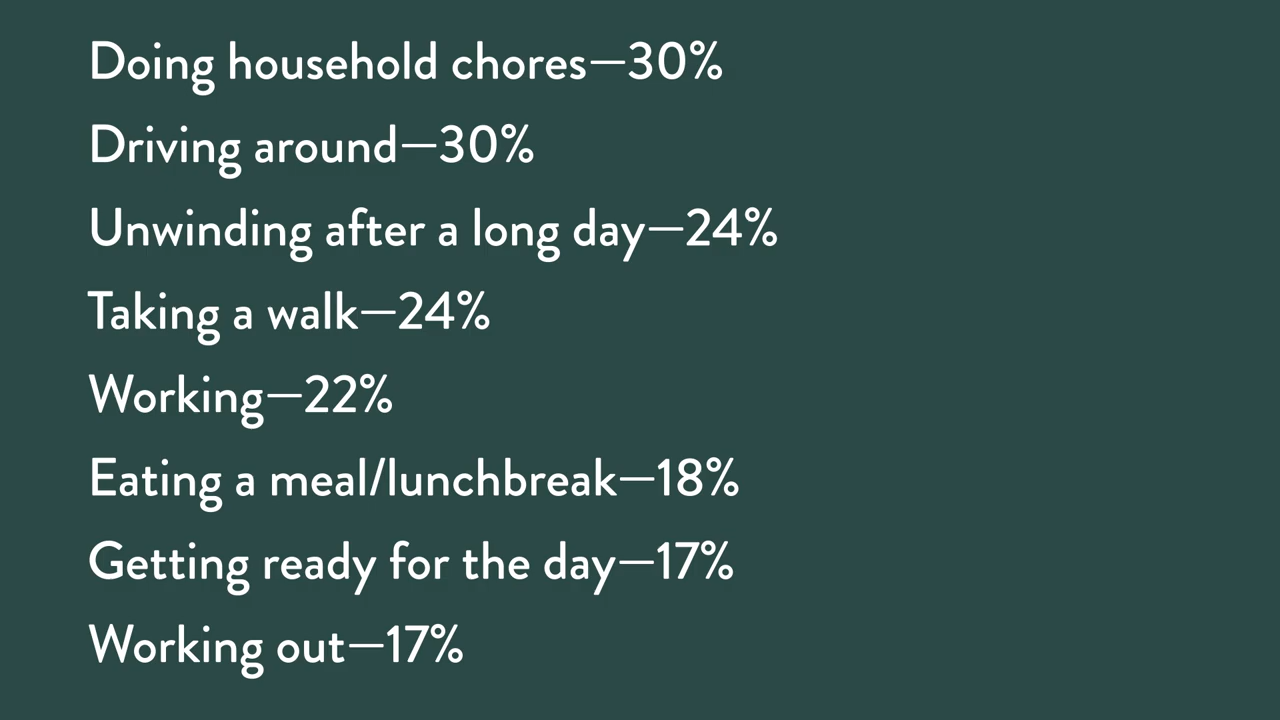 Doing household chores—30%
Driving around—30%
Unwinding after a long day—24%
Taking a walk—24%
Working—22%
Eating a meal/lunchbreak—18%
Getting ready for the day—17%
Working out—17%